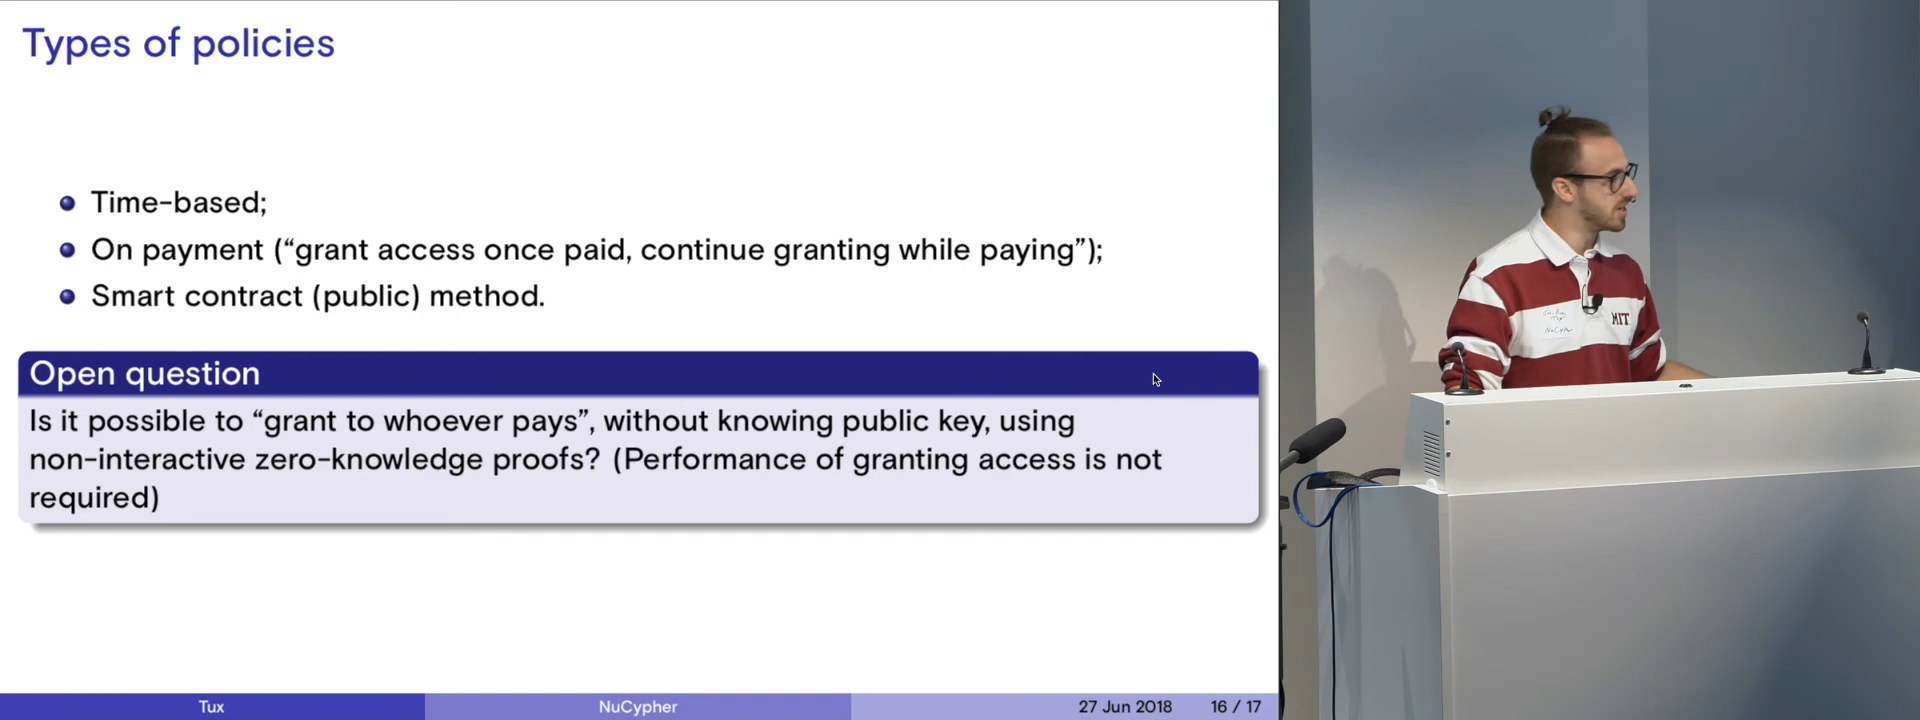 Types of policies
Time-based;
On payment (“grant access once paid, continue granting while paying”);
Smart contract (public) method.
Open question
Is it possible to “grant to whoever pays”, without knowing public key, using
non-interactive zero-knowledge proofs? (Performance of granting access is not
required)
Tux NuCypher 27 Jun 2018 16 / 17
MIT
NuCypher